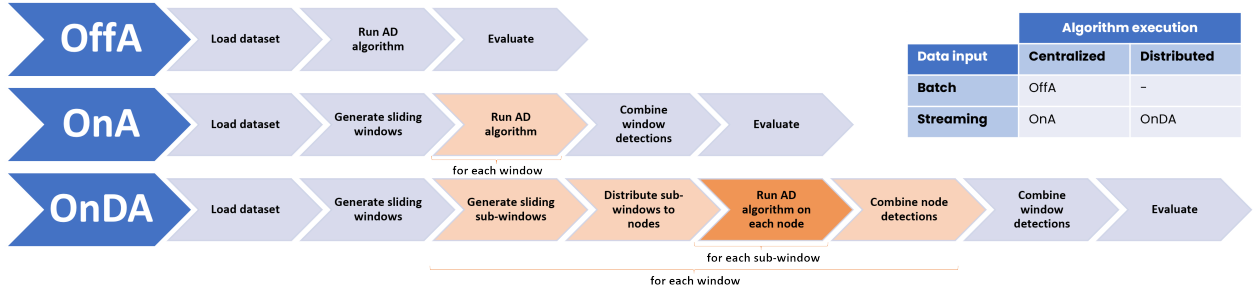 OffA
Load dataset
Run AD
algorithm
Evaluate
OnA
Load dataset
Generate sliding
windows
Run AD
algorithm
Combine
window
detections
Evaluate
for each window
OnDA
Load dataset
Generate sliding
windows
Generate sliding
sub-windows
Distribute sub-
windows to
nodes
Run AD
algorithm on
each node
Combine node
detections
Combine
window
detections
Evaluate
for each sub-window
for each window
Algorithm execution
Data input Centralized Distributed
Batch OffA -
Streaming OnA OnDA